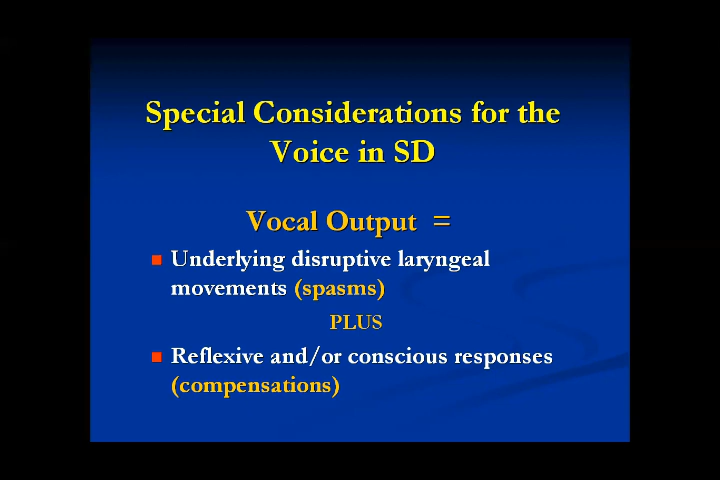 Special Considerations for the
Voice in SD
Vocal Output =
Underlying disruptive laryngeal
movements (spasms)
PLUS
Reflexive and/or conscious responses
(compensations)